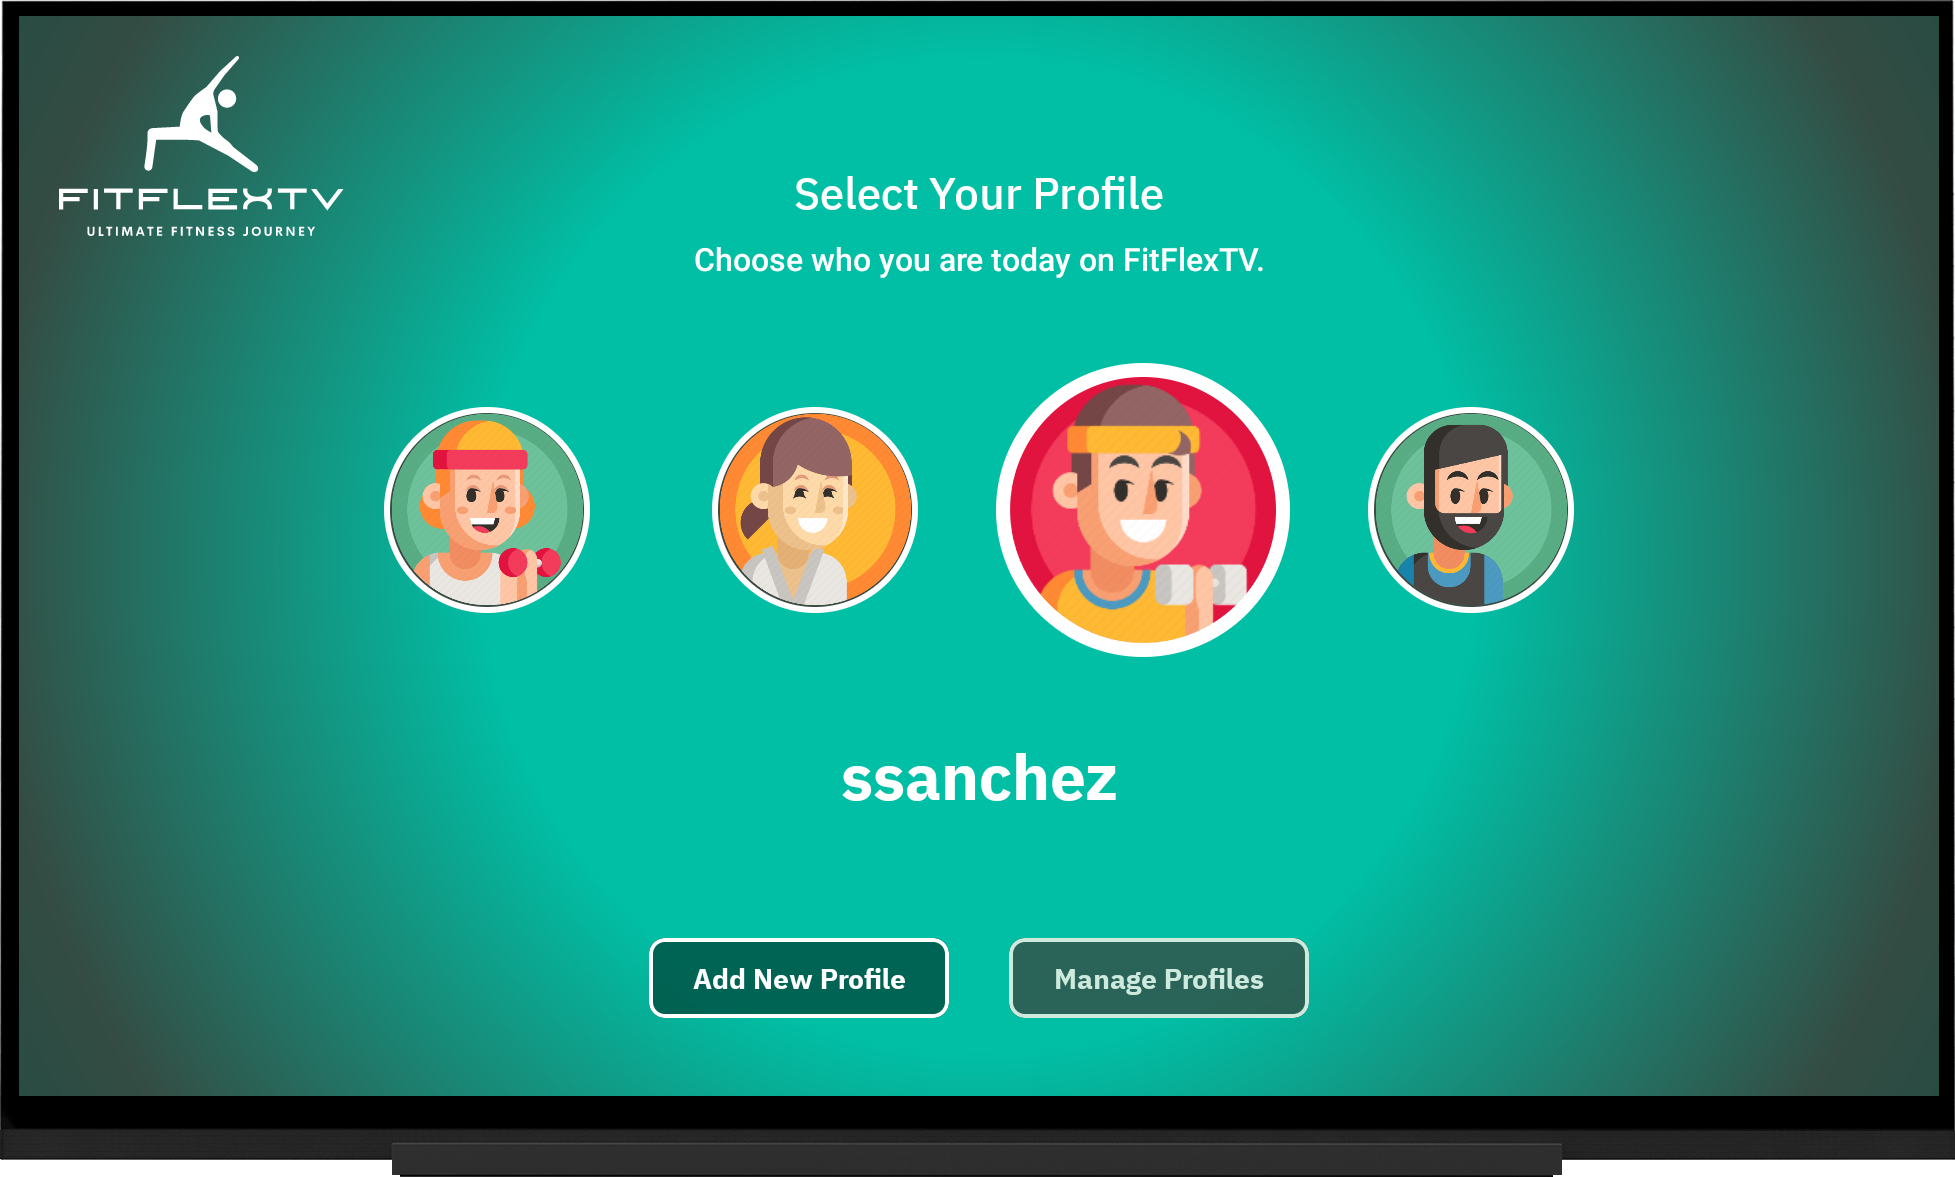 FITFLEXTV
ULTIMATE FITNESS JOURNEY
Select Your Profile
Choose who you are today on FitFlexTV.
ssanchez
Add New Profile
Manage Profiles